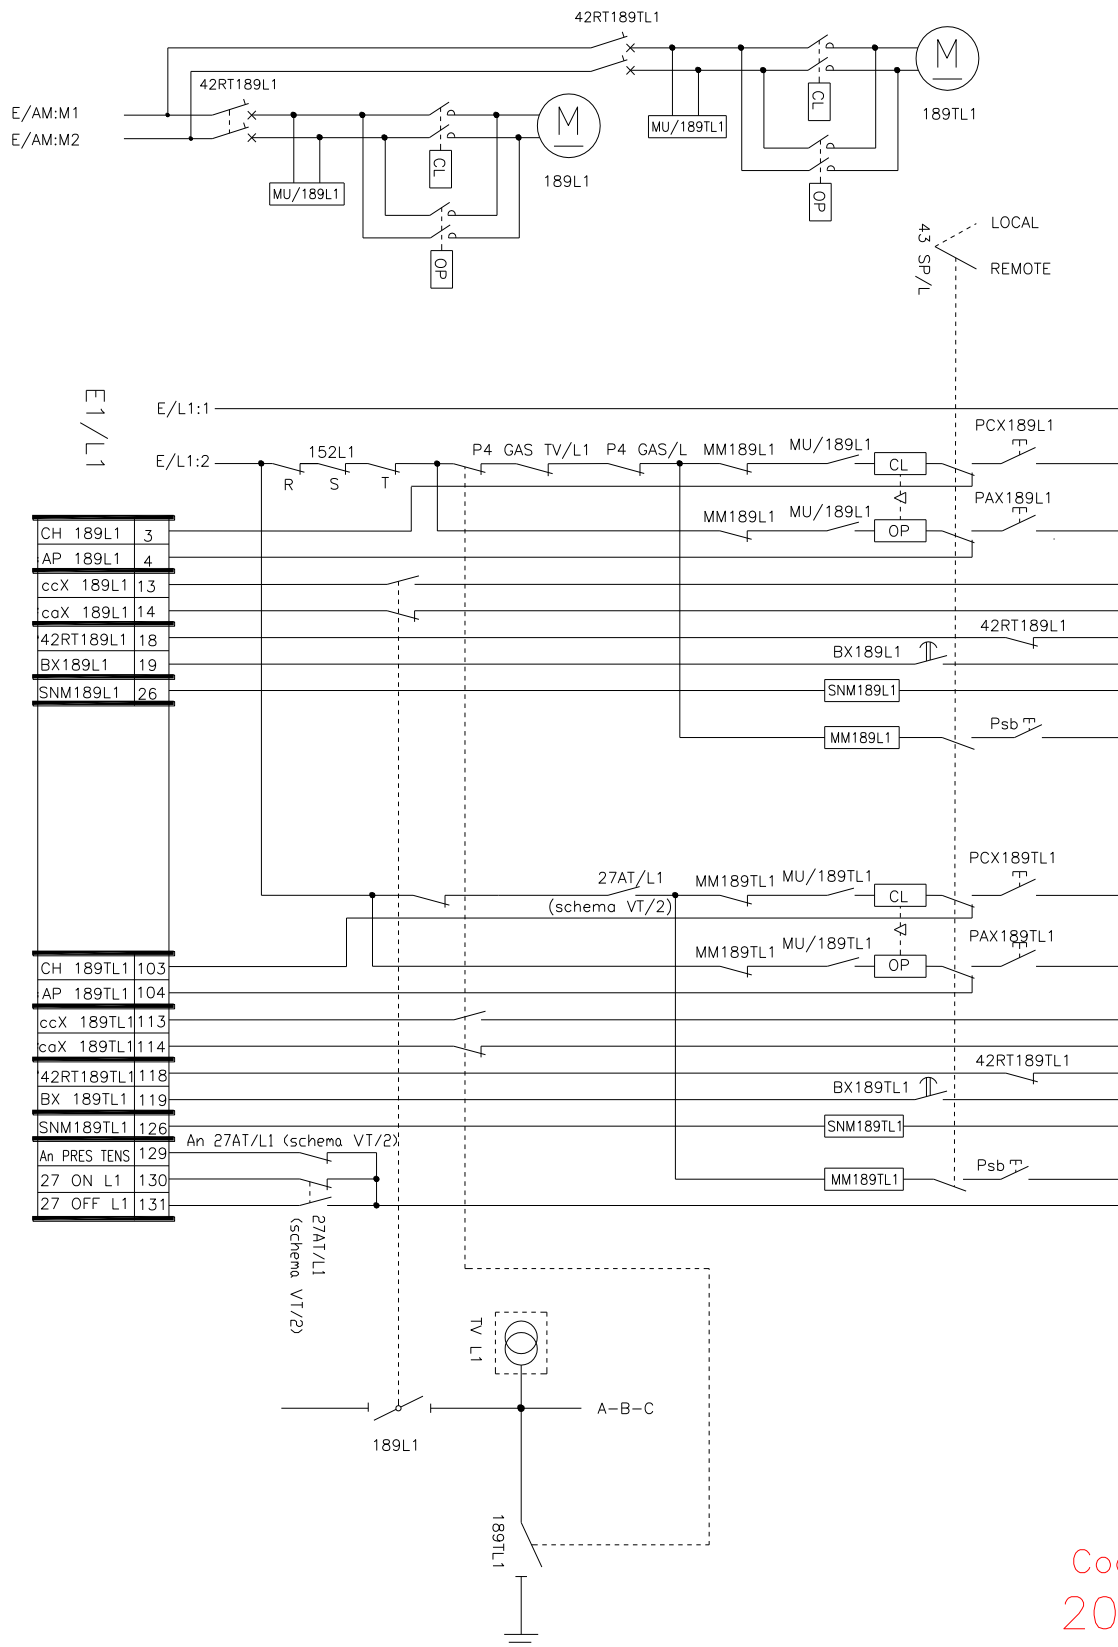 42RT189TL1
M
189TL1
CL
MU/189TL1
OP
42RT189L1
E/AM:M1
E/AM:M2
M
189L1
CL
MU/189L1
OP
43 SP/L
LOCAL
REMOTE
E1/L1
E/L1:1
E/L1:2
152L1
R S T
P4 GAS TV/L1 P4 GAS/L MM189L1 MU/189L1 CL PCX189L1
MM189L1 MU/189L1 OP PAX189L1
CH 189L1 3
AP 189L1 4
ccX 189L1 13
caX 189L1 14
42RT189L1 18 42RT189L1
BX189L1 19 BX189L1
SNM189L1 26 SNM189L1
MM189L1 Psb
27AT/L1
(schema VT/2)
MM189TL1 MU/189TL1 CL PCX189TL1
MM189TL1 MU/189TL1 OP PAX189TL1
CH 189TL1 103
AP 189TL1 104
ccX 189TL1 113
caX 189TL1 114
42RT189TL1 118 42RT189TL1
BX 189TL1 119 BX189TL1
SNM189TL1 126 SNM189TL1
An PRES TENS 129 An 27AT/L1 (schema VT/2)
27 ON L1 130 MM189TL1 Psb
27 OFF L1 131
27AT/L1
(schema VT/2)
TV L1
A-B-C
189L1
189TL1
20